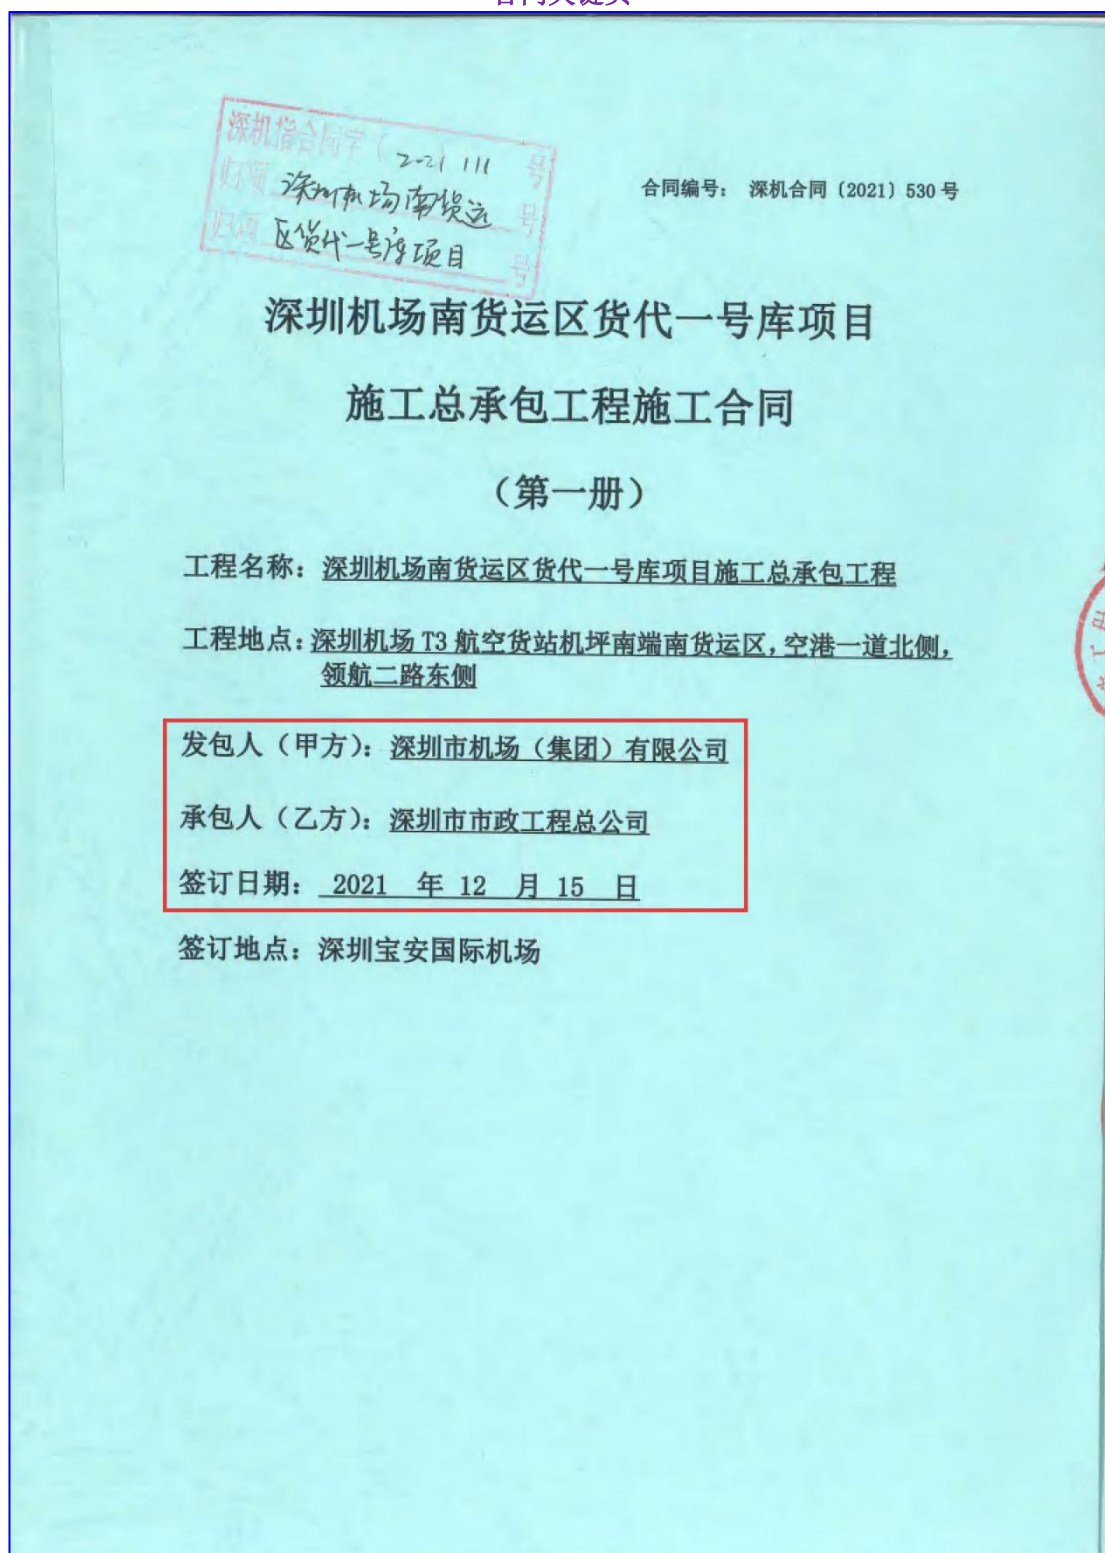 合同关键页
深机指合同字( 2021 111 号
归项 深圳机场南货运 号
归项 区货代一号库项目 号
合同编号: 深机合同〔2021〕530 号
深圳机场南货运区货代一号库项目
施工总承包工程施工合同
(第一册)
工程名称:深圳机场南货运区货代一号库项目施工总承包工程
工程地点:深圳机场 T3 航空货站机坪南端南货运区,空港一道北侧,
领航二路东侧
发包人(甲方):深圳市机场(集团)有限公司
承包人(乙方):深圳市市政工程总公司
签订日期: 2021 年 12 月 15 日
签订地点:深圳宝安国际机场